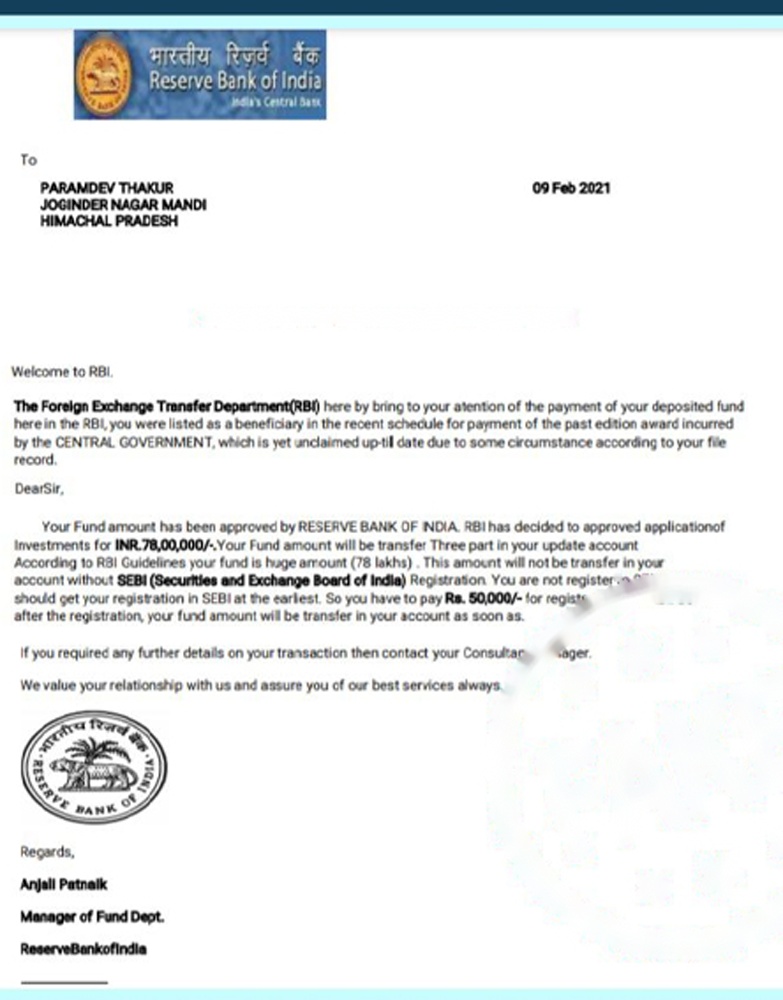 भारतीय रिज़र्व बैंक
Reserve Bank of India
India's Central Bank
To
PARAMDEV THAKUR
09 Feb 2021
JOGINDER NAGAR MANDI
HIMACHAL PRADESH
Welcome to RBI.
The Foreign Exchange Transfer Department(RBI) here by bring to your atention of the payment of your deposited fund
here in the RBI, you were listed as a beneficiary in the recent schedule for payment of the past edition award incurred
by the CENTRAL GOVERNMENT, which is yet unclaimed up-til date due to some circumstance according to your file
record.
DearSir,
Your Fund amount has been approved by RESERVE BANK OF INDIA. RBI has decided to approved applicationof
Investments for INR.78,00,000/-.Your Fund amount will be transfer Three part in your update account
According to RBI Guidelines your fund is huge amount (78 lakhs) . This amount will not be transfer in your
account without SEBI (Securities and Exchange Board of India) Registration. You are not register
should get your registration in SEBI at the earliest. So you have to pay Rs. 50,000/- for
after the registration, your fund amount will be transfer in your account as soon as.
If you required any further details on your transaction then contact your
We value your relationship with us and assure you of our best services always.
भारतीय रिज़र्व बैंक
RESERVE BANK OF INDIA
Regards,
Anjali Patnaik
Manager of Fund Dept.
ReserveBankofIndia